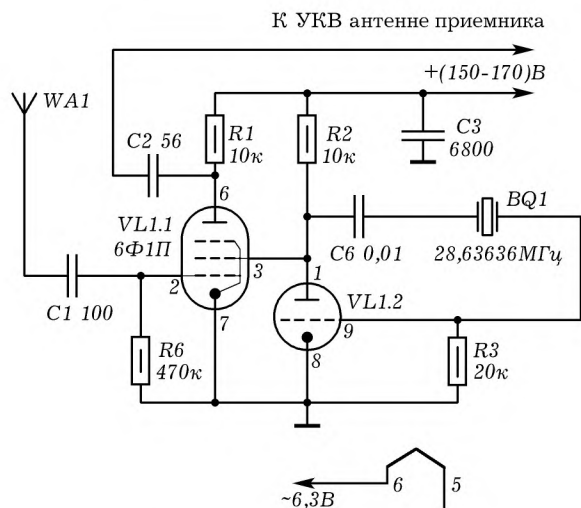 К УКВ антенне приемника
+(150-170)В
WA1
C2 56
R1
10к
R2
10к
C3
6800
6
VL1.1
6Ф1П
BQ1
3
C6 0,01
28,63636МГц
2
1
VL1.2
C1 100
7
9
R6
470к
8
R3
20к
~6,3В
6
5